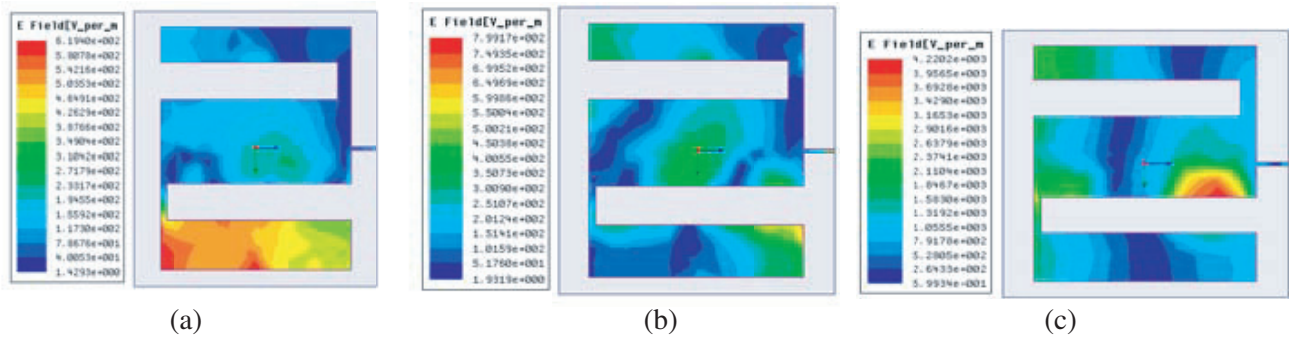 E Field[V_per_m
6.1940e+002
5.8078e+002
5.4216e+002
5.0353e+002
4.6491e+002
4.2629e+002
3.8766e+002
3.4904e+002
3.1042e+002
2.7179e+002
2.3317e+002
1.9455e+002
1.5592e+002
1.1730e+002
7.8676e+001
4.0053e+001
1.4293e+000
(a)
E Field[V_per_m
7.9917e+002
7.4935e+002
6.9952e+002
6.4969e+002
5.9986e+002
5.5004e+002
5.0021e+002
4.5038e+002
4.0055e+002
3.5073e+002
3.0090e+002
2.5107e+002
2.0124e+002
1.5141e+002
1.0159e+002
5.1760e+001
1.9319e+000
(b)
E Field[V_per_m
4.2202e+003
3.9565e+003
3.6928e+003
3.4290e+003
3.1653e+003
2.9016e+003
2.6379e+003
2.3741e+003
2.1104e+003
1.8467e+003
1.5830e+003
1.3192e+003
1.0555e+003
7.9178e+002
5.2805e+002
2.6433e+002
5.9934e-001
(c)